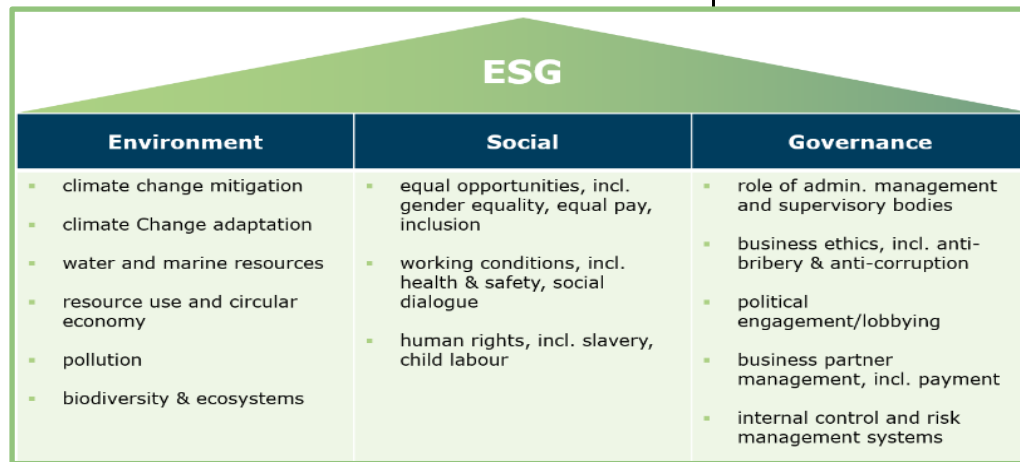 ESG
Environment
Social
Governance
climate change mitigation
climate Change adaptation
water and marine resources
resource use and circular
economy
pollution
biodiversity & ecosystems
equal opportunities, incl.
gender equality, equal pay,
inclusion
working conditions, incl.
health & safety, social
dialogue
human rights, incl. slavery,
child labour
role of admin. management
and supervisory bodies
business ethics, incl. anti-
bribery & anti-corruption
political
engagement/lobbying
business partner
management, incl. payment
internal control and risk
management systems